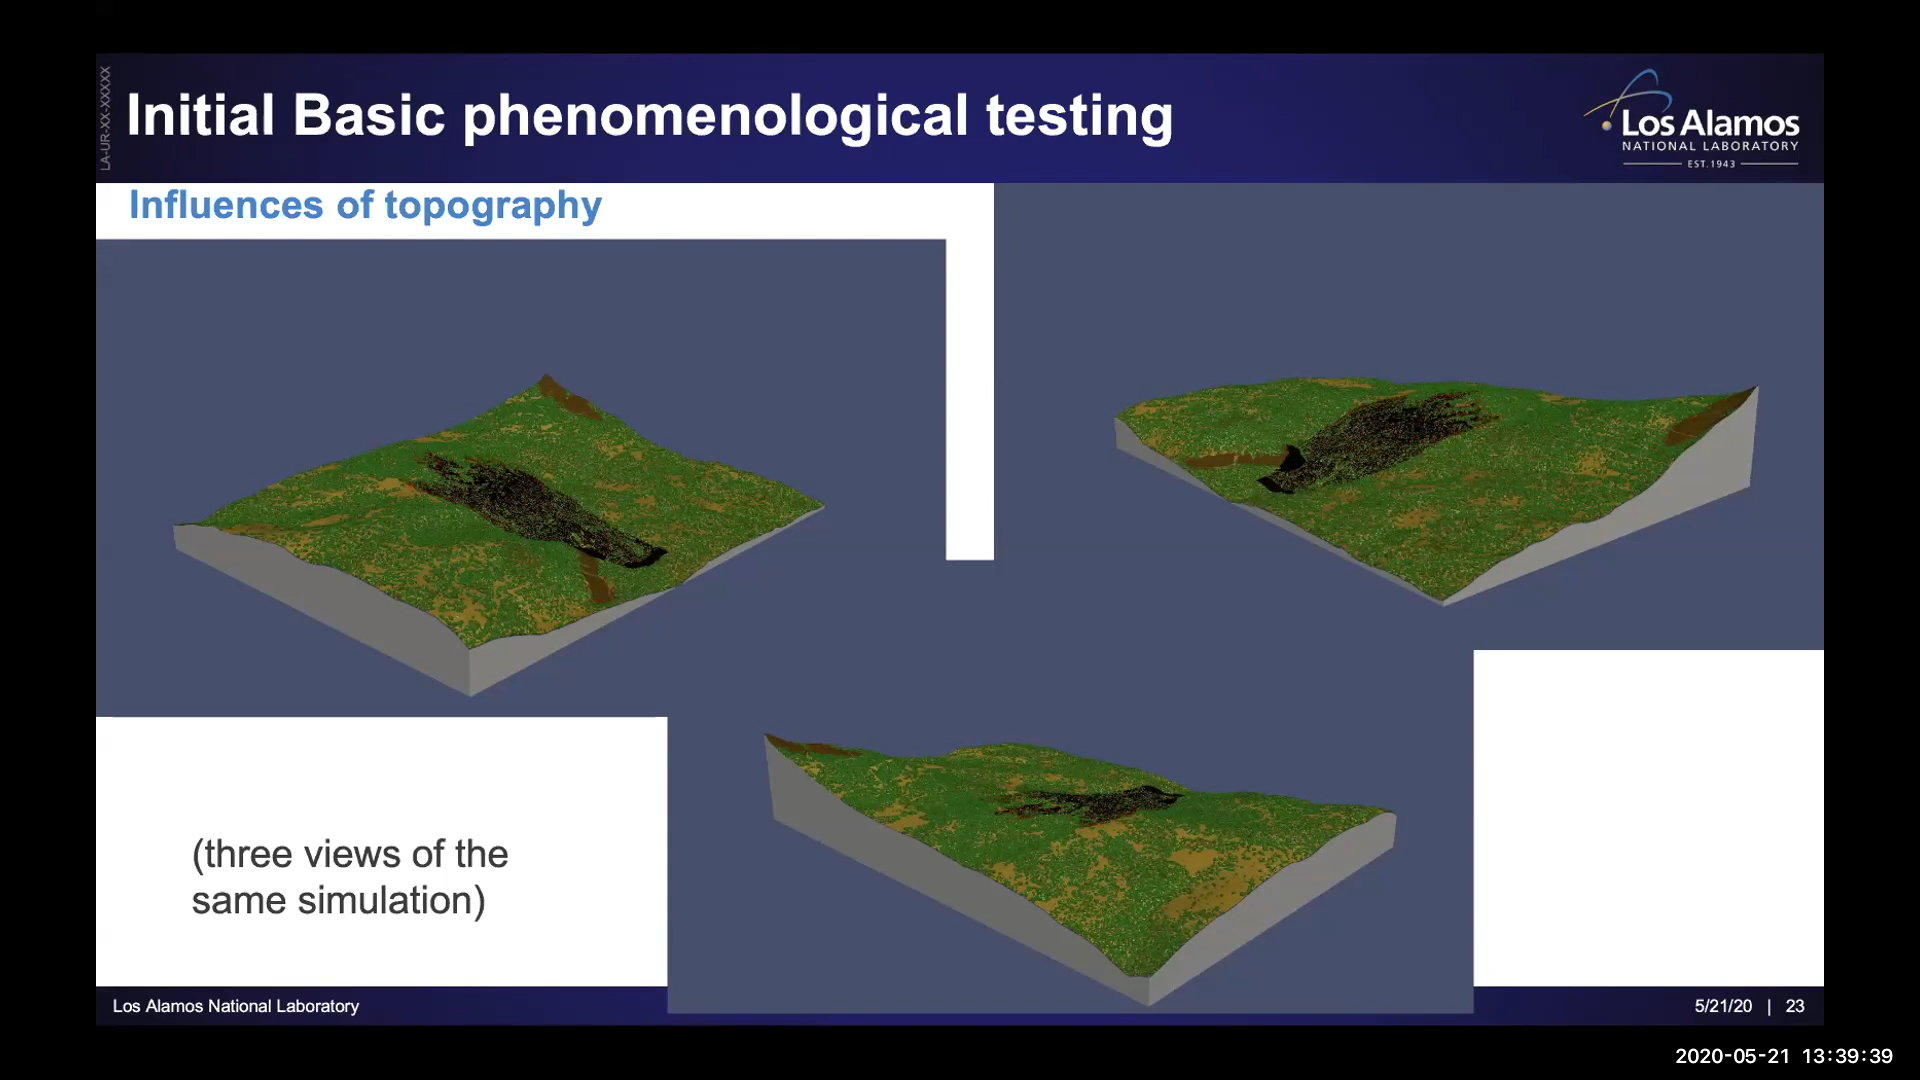 LA-UR-XX-XXXXX
Initial Basic phenomenological testing
Los Alamos
NATIONAL LABORATORY
EST.1943
Influences of topography
(three views of the
same simulation)
Los Alamos National Laboratory
5/21/20 | 23
2020-05-21 13:39:39